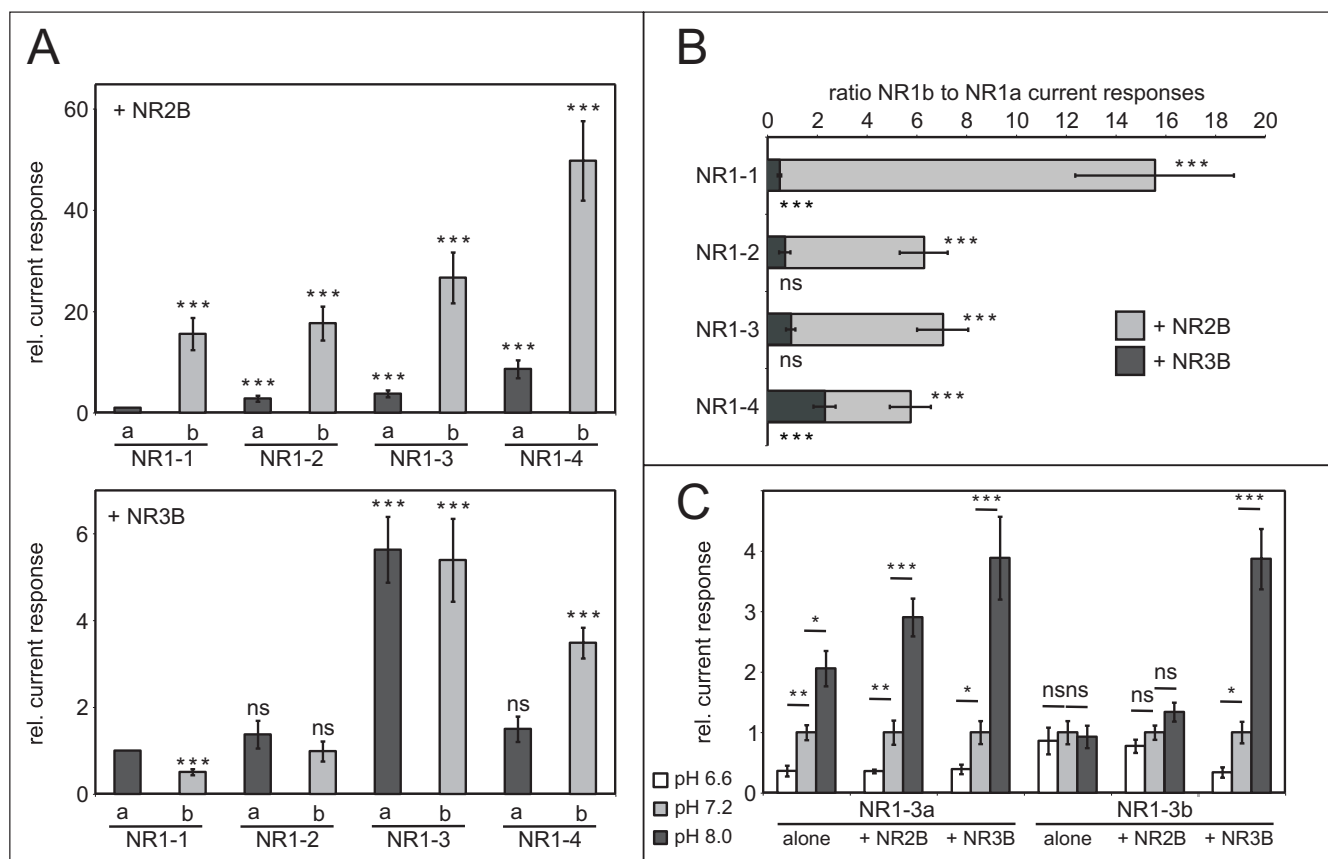 A
+ NR2B
rel. current response
60
40
20
0
***
***
***
***
***
***
***
a b a b a b a b
NR1-1 NR1-2 NR1-3 NR1-4
+ NR3B
rel. current response
6
4
2
0
***
ns
ns
***
***
ns
***
a b a b a b a b
NR1-1 NR1-2 NR1-3 NR1-4
B
ratio NR1b to NR1a current responses
0 2 4 6 8 10 12 14 16 18 20
NR1-1
***
***
NR1-2
***
ns
NR1-3
***
ns
NR1-4
***
***
+ NR2B
+ NR3B
C
rel. current response
4
3
2
1
0
** * ** *** * *** ns ns ns ns * ***
pH 6.6
pH 7.2
pH 8.0
NR1-3a NR1-3b
alone + NR2B + NR3B alone + NR2B + NR3B